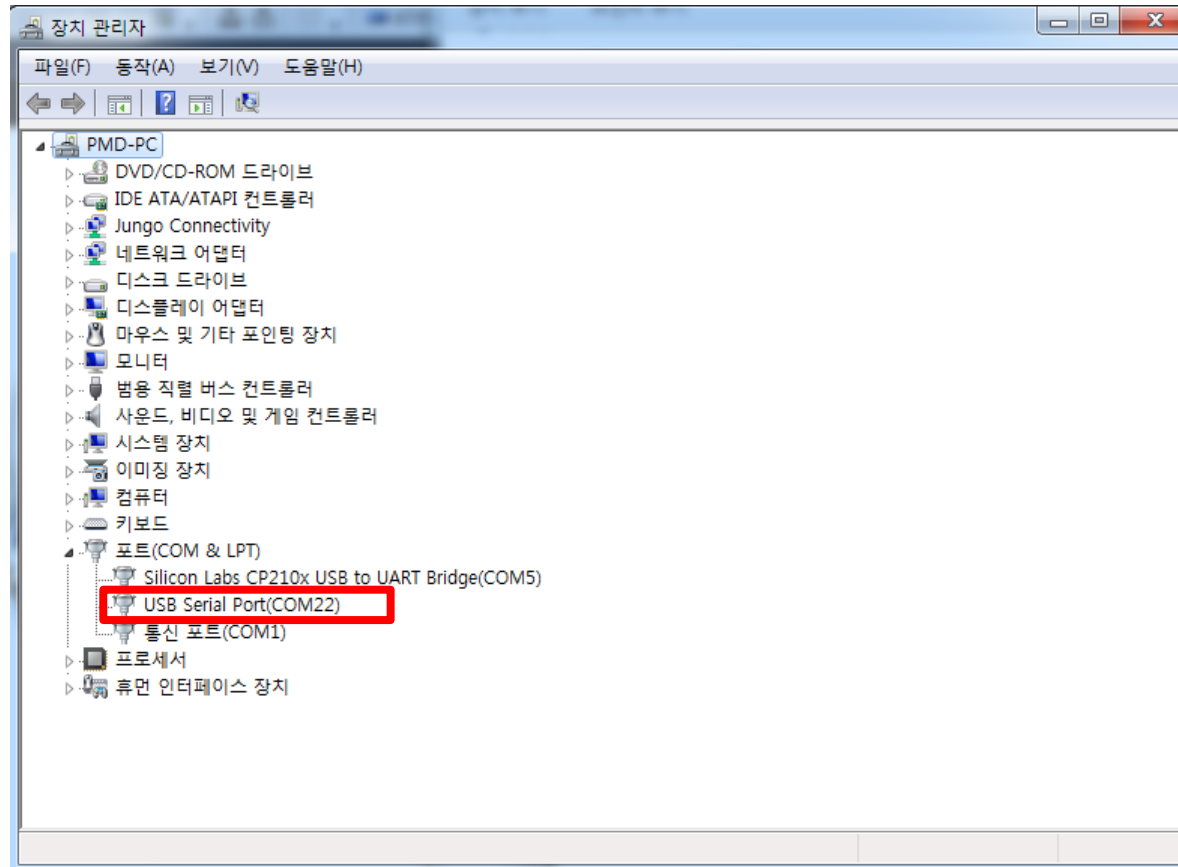 장치 관리자
파일(F) 동작(A) 보기(V) 도움말(H)
PMD-PC
DVD/CD-ROM 드라이브
IDE ATA/ATAPI 컨트롤러
Jungo Connectivity
네트워크 어댑터
디스크 드라이브
디스플레이 어댑터
마우스 및 기타 포인팅 장치
모니터
범용 직렬 버스 컨트롤러
사운드, 비디오 및 게임 컨트롤러
시스템 장치
이미징 장치
컴퓨터
키보드
포트(COM & LPT)
Silicon Labs CP210x USB to UART Bridge(COM5)
USB Serial Port(COM22)
통신 포트(COM1)
프로세서
휴먼 인터페이스 장치